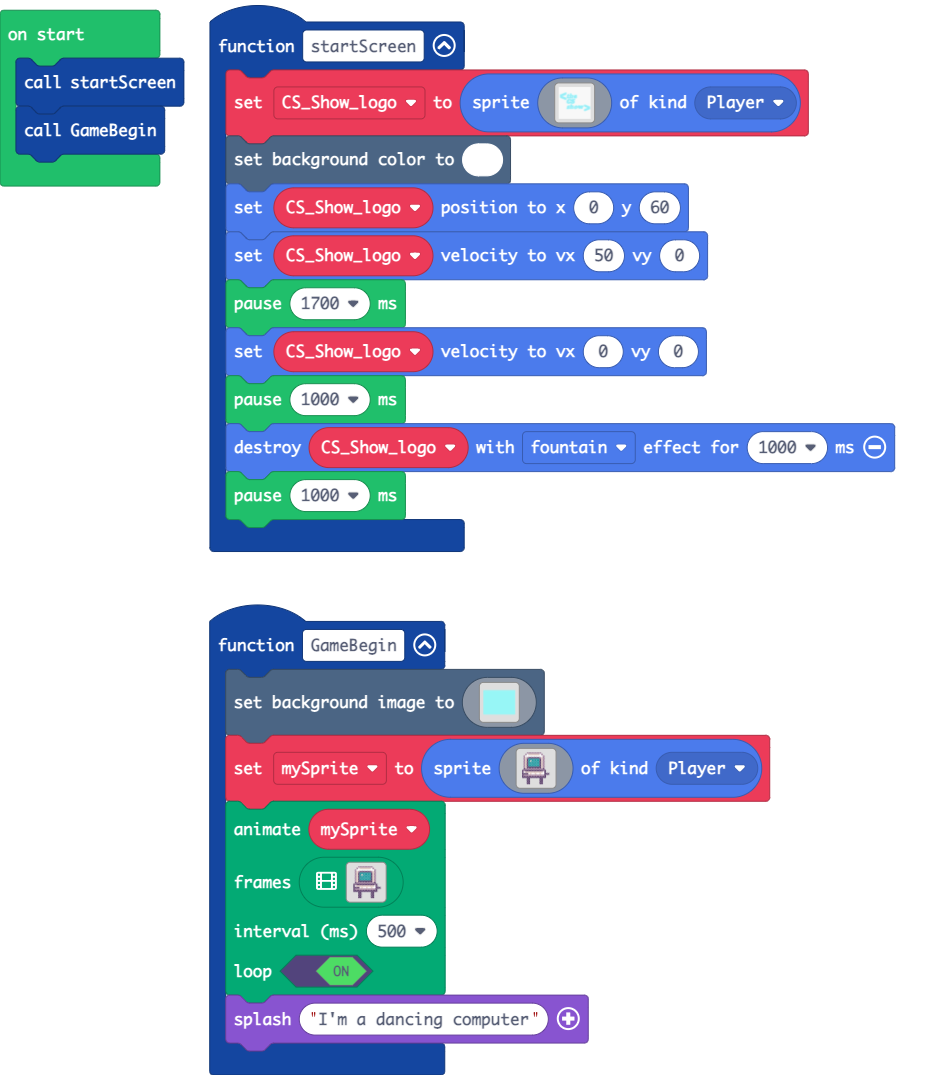 on start
call startScreen
call GameBegin
function startScreen
set CS_Show_logo to sprite of kind Player
set background color to
set CS_Show_logo position to x 0 y 60
set CS_Show_logo velocity to vx 50 vy 0
pause 1700 ms
set CS_Show_logo velocity to vx 0 vy 0
pause 1000 ms
destroy CS_Show_logo with fountain effect for 1000 ms
pause 1000 ms
function GameBegin
set background image to
set mySprite to sprite of kind Player
animate mySprite
frames
interval (ms) 500
loop ON
splash "I'm a dancing computer"